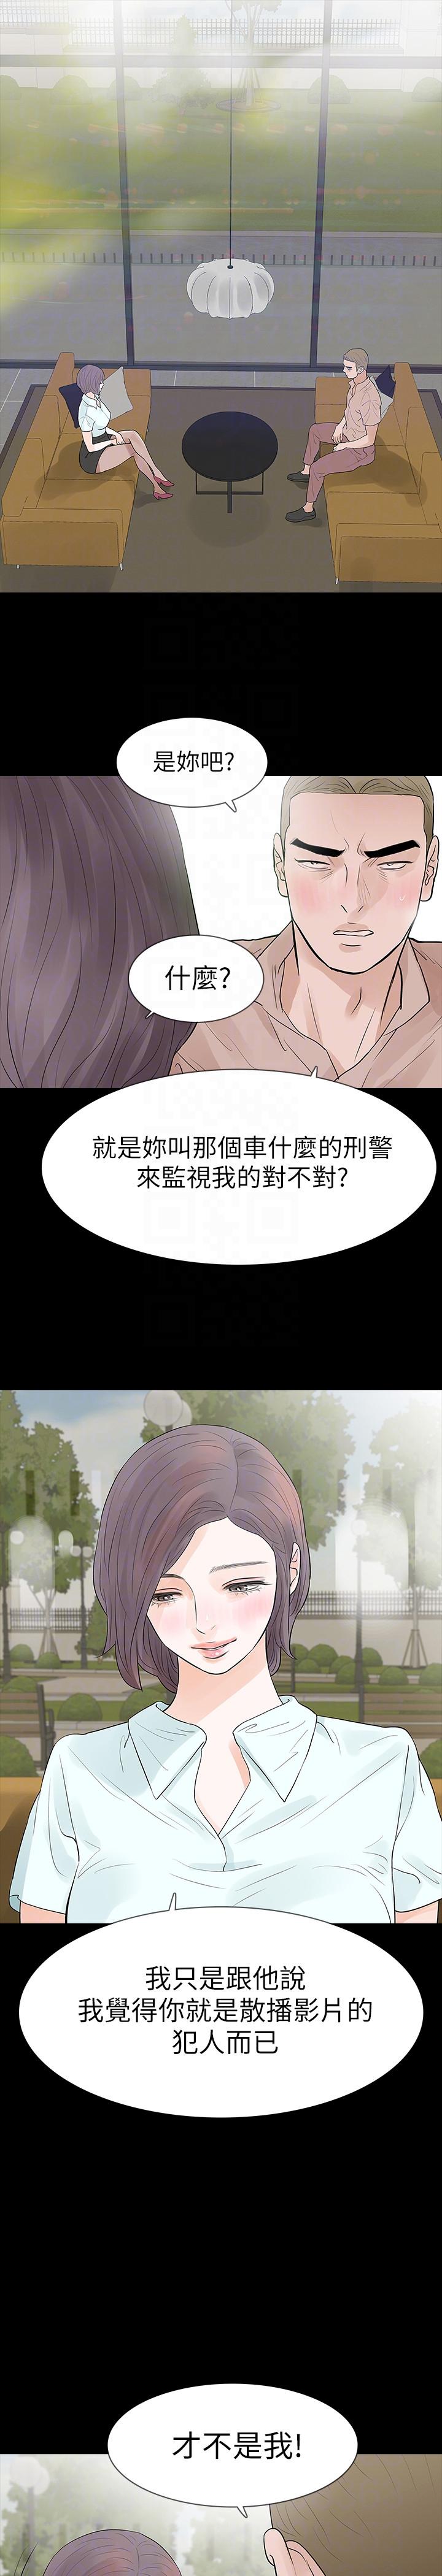 是妳吧?
什麼?
就是妳叫那個車什麼的刑警
來監視我的對不對?
我只是跟他說
我覺得你就是散播影片的
犯人而已
才不是我!